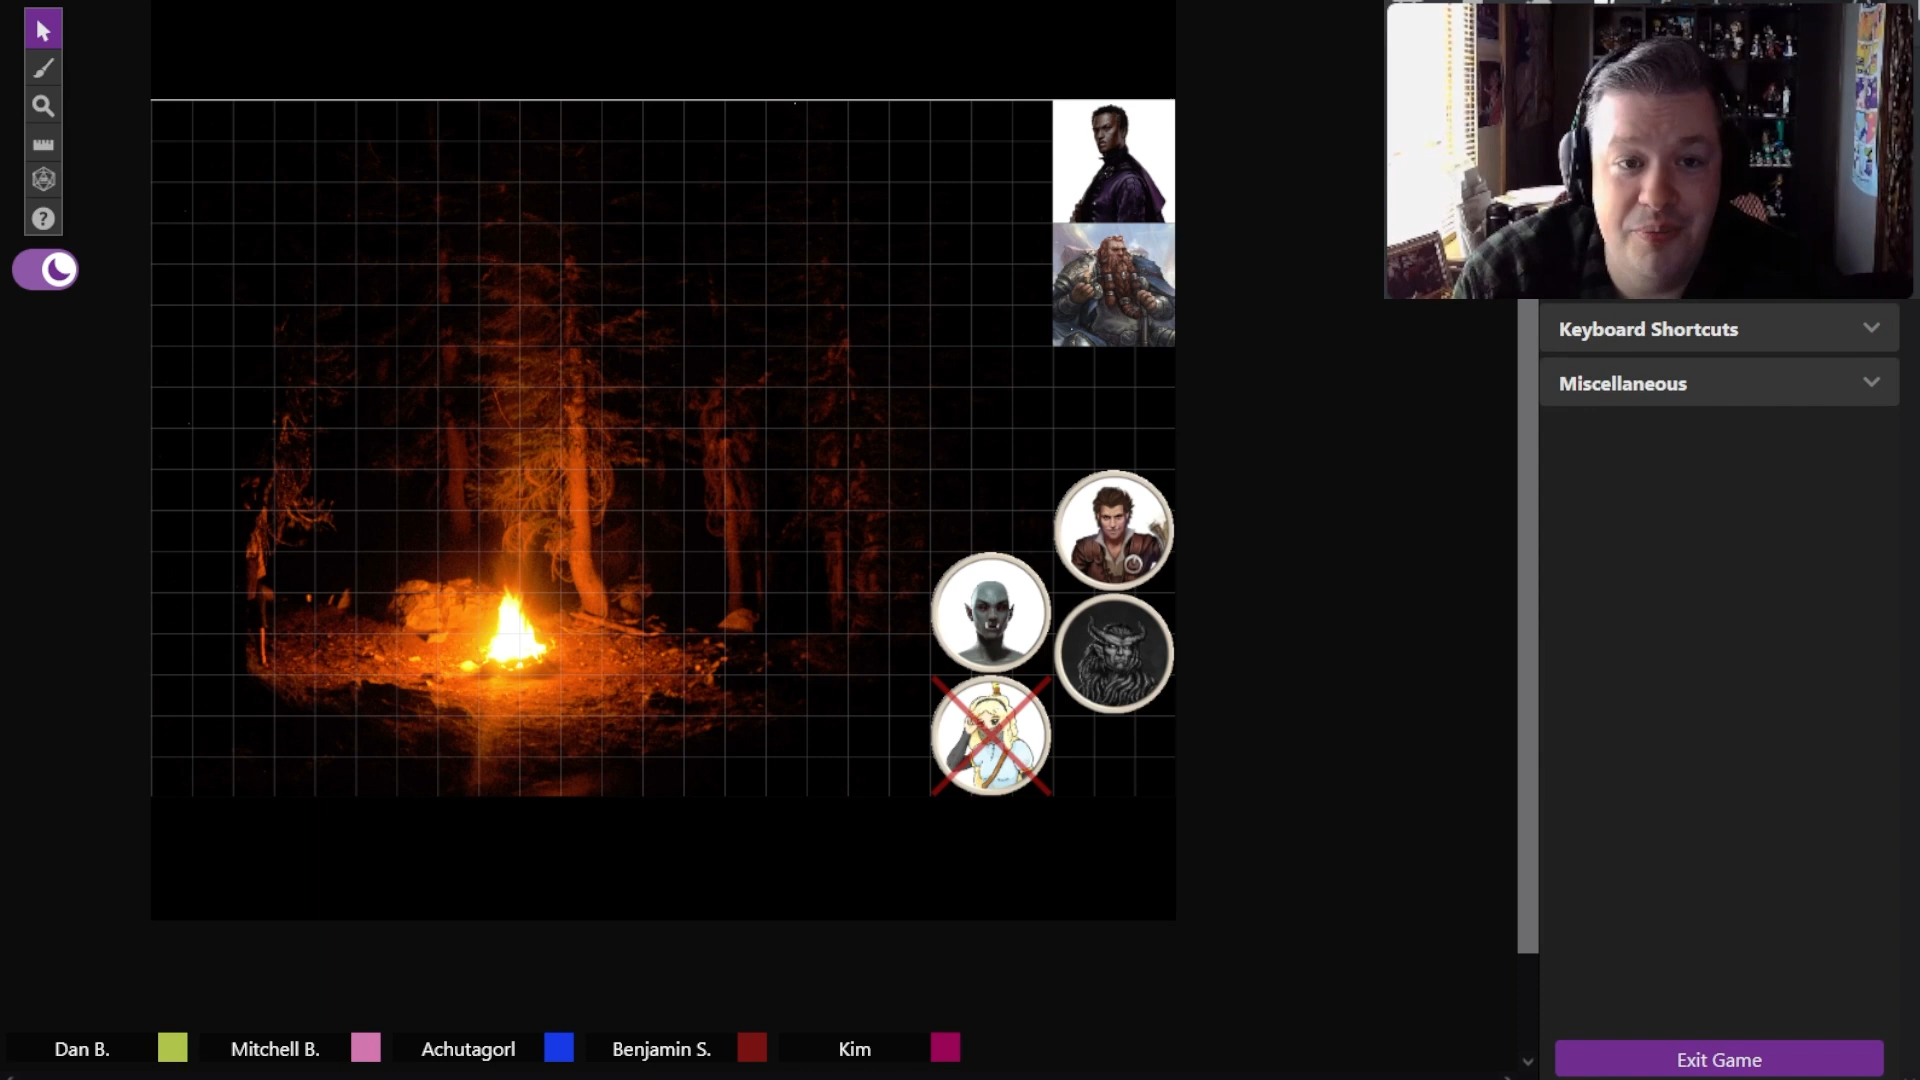 ?
Keyboard Shortcuts
Miscellaneous
Dan B.
Mitchell B.
Achutagorl
Benjamin S.
Kim
Exit Game